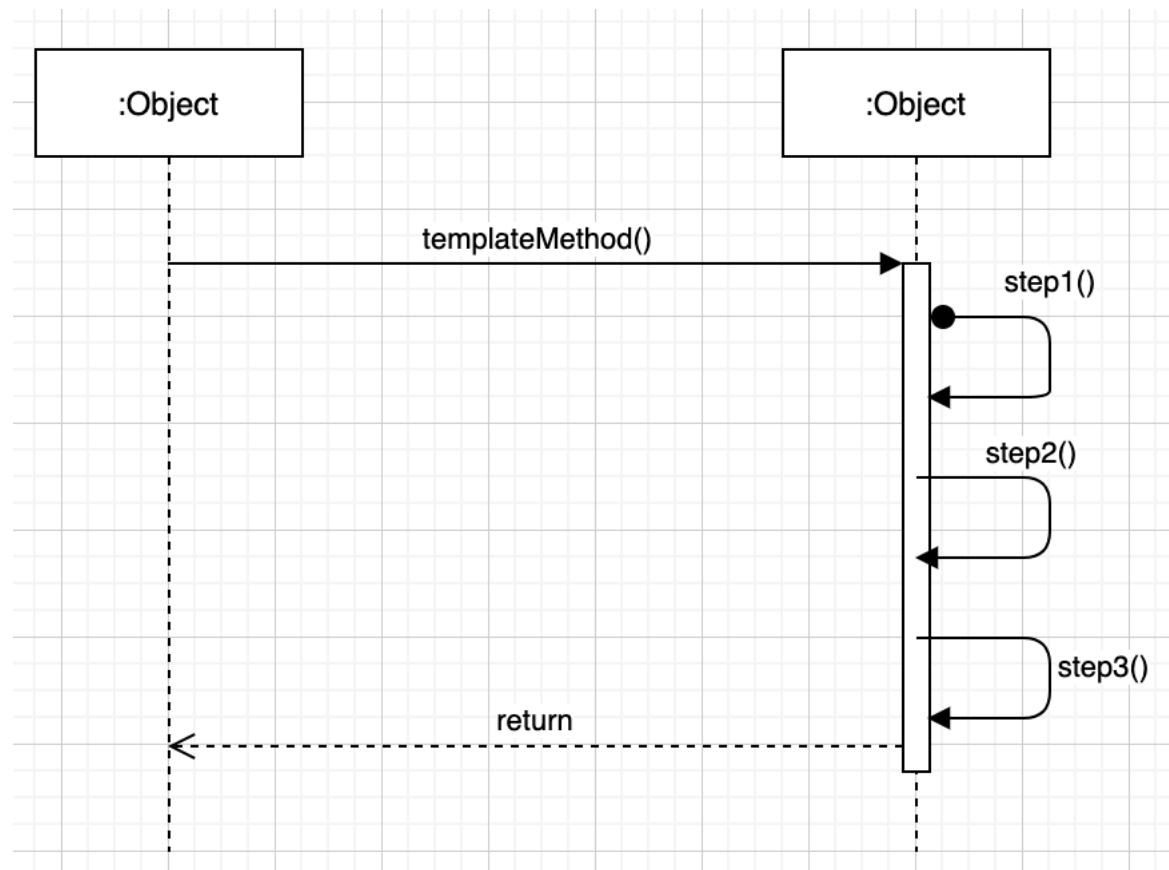 :Object
:Object
templateMethod()
step1()
step2()
step3()
return